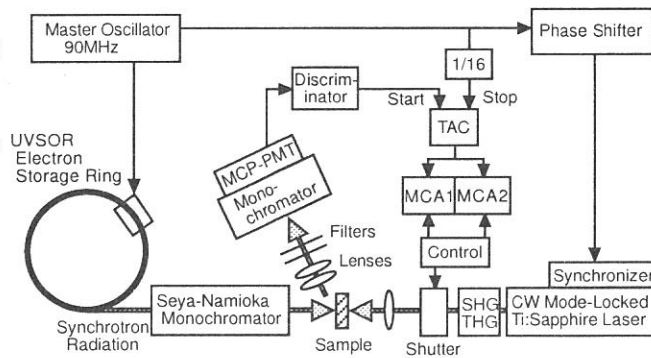 Master Oscillator
90MHz
Phase Shifter
1/16
Discrim-
inator
Start
Stop
TAC
UVSOR
Electron
Storage Ring
MCP-PMT
Mono-
chromator
MCA1
MCA2
Filters
Lenses
Control
Synchronizer
Seya-Namioka
Monochromator
SHG
THG
CW Mode-Locked
Ti:Sapphire Laser
Synchrotron
Radiation
Sample
Shutter